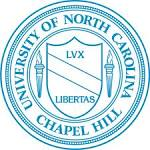 UNIVERSITY OF NORTH CAROLINA
LVX
LIBERTAS
CHAPEL HILL